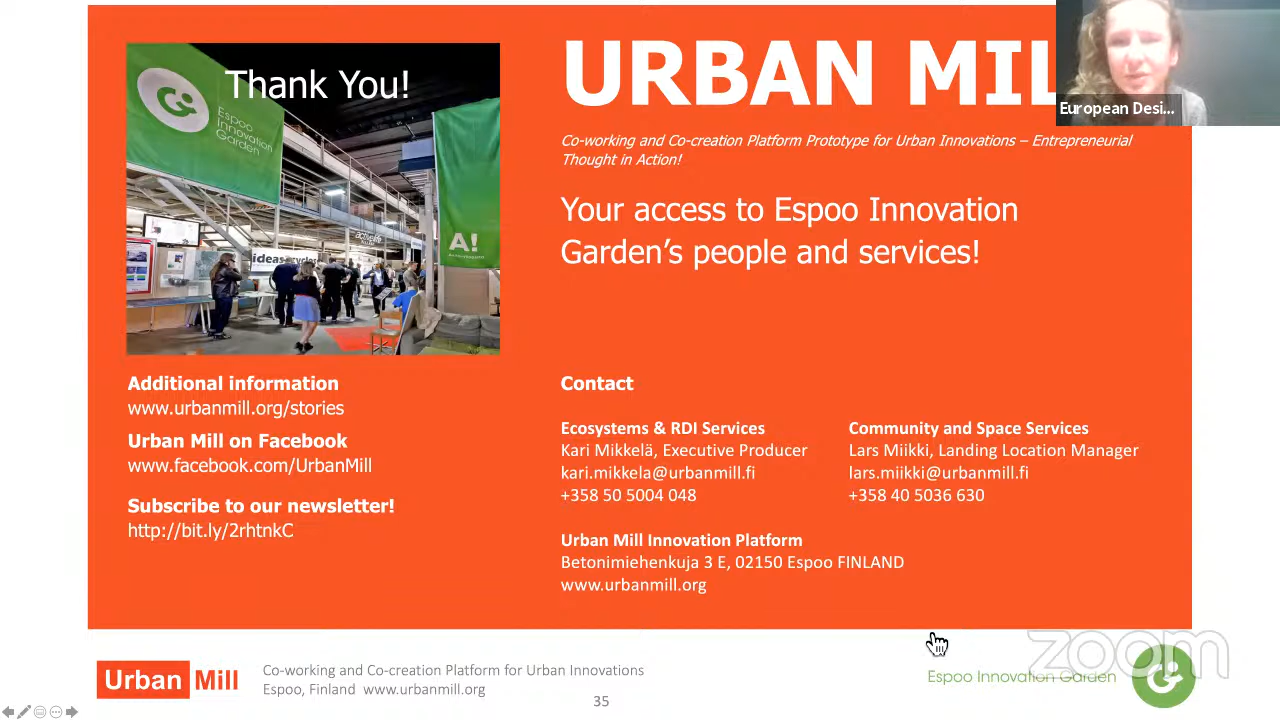 Thank You!
Espoo
Innovation
Garden
A!
URBAN MIL
European Desi...
Co-working and Co-creation Platform Prototype for Urban Innovations – Entrepreneurial
Thought in Action!
Your access to Espoo Innovation
Garden’s people and services!
Additional information
www.urbanmill.org/stories
Urban Mill on Facebook
www.facebook.com/UrbanMill
Subscribe to our newsletter!
http://bit.ly/2rhtnkC
Contact
Ecosystems & RDI Services
Kari Mikkelä, Executive Producer
kari.mikkela@urbanmill.fi
+358 50 5004 048
Community and Space Services
Lars Miikki, Landing Location Manager
lars.miikki@urbanmill.fi
+358 40 5036 630
Urban Mill Innovation Platform
Betonimiehenkuja 3 E, 02150 Espoo FINLAND
www.urbanmill.org
Urban Mill
Co-working and Co-creation Platform for Urban Innovations
Espoo, Finland www.urbanmill.org
35
Espoo Innovation Garden
zoom